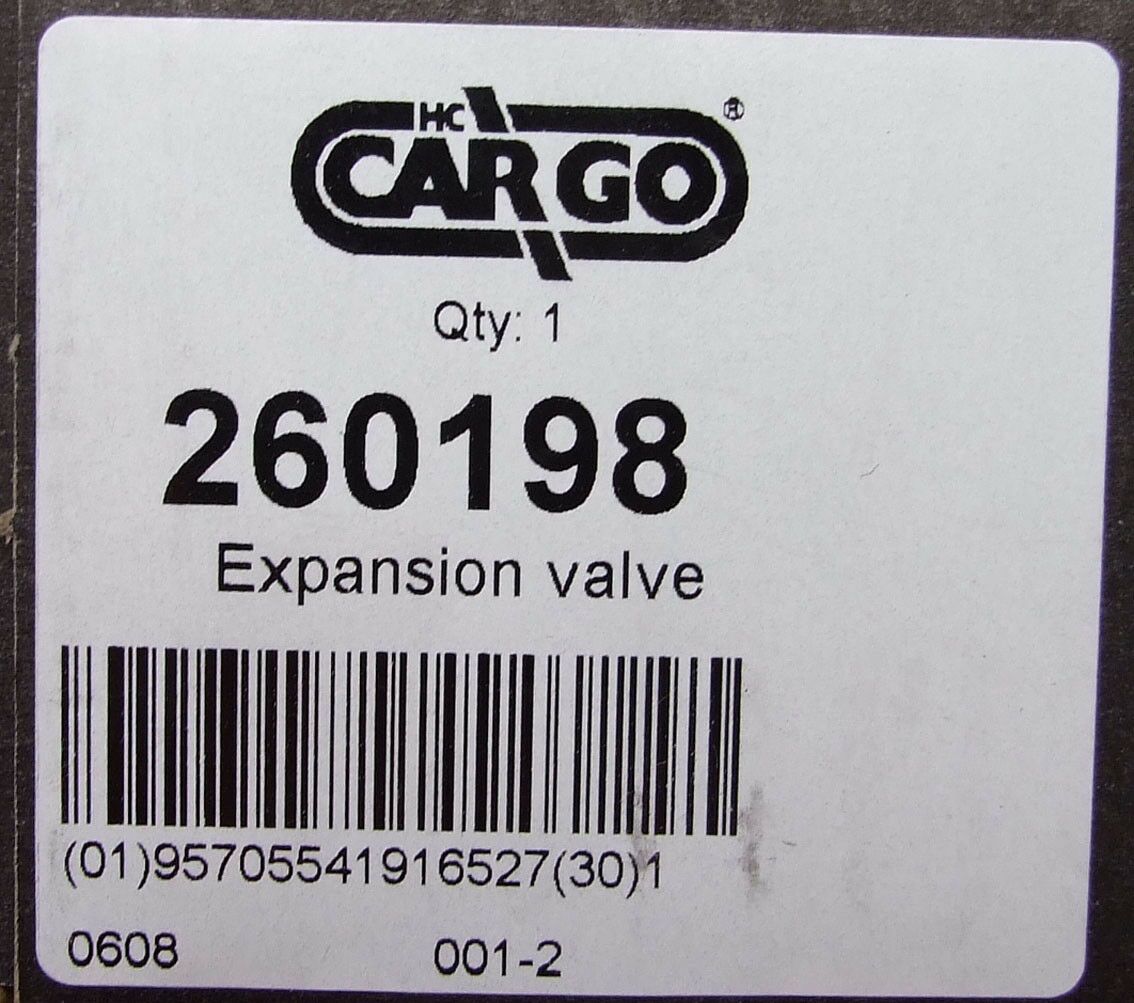 HC
CARGO®
Qty: 1
260198
Expansion valve
(01)95705541916527(30)1
0608 001-2